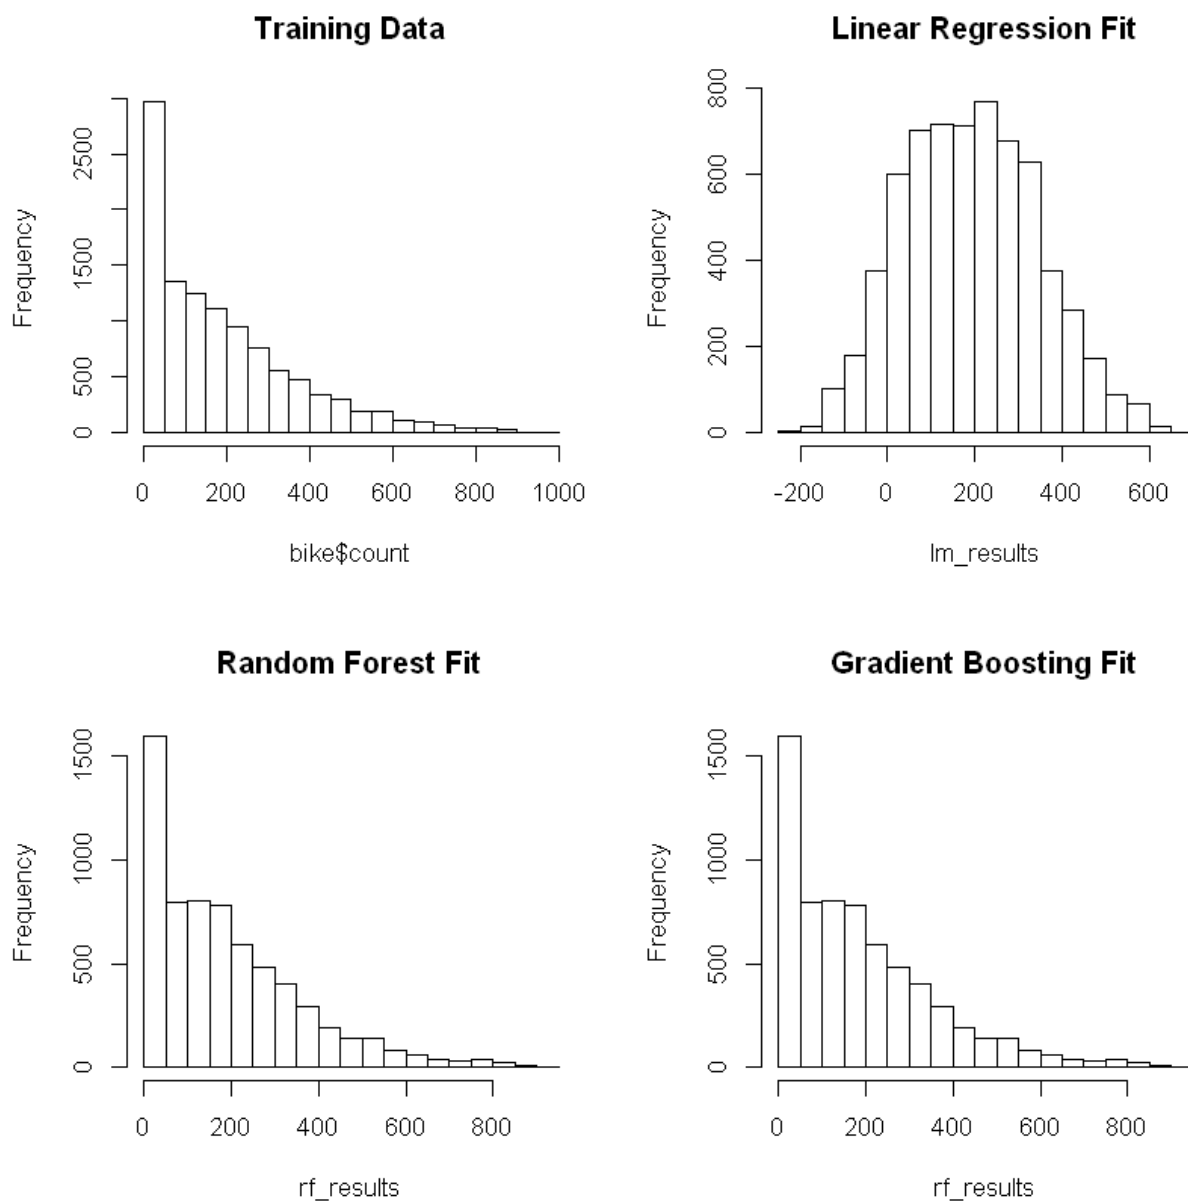 Training Data
Frequency
2500
1500
500
0
0 200 400 600 800 1000
bike$count
Linear Regression Fit
Frequency
800
600
400
200
0
-200 0 200 400 600
lm_results
Random Forest Fit
Frequency
1500
1000
500
0
0 200 400 600 800
rf_results
Gradient Boosting Fit
Frequency
1500
1000
500
0
0 200 400 600 800
rf_results